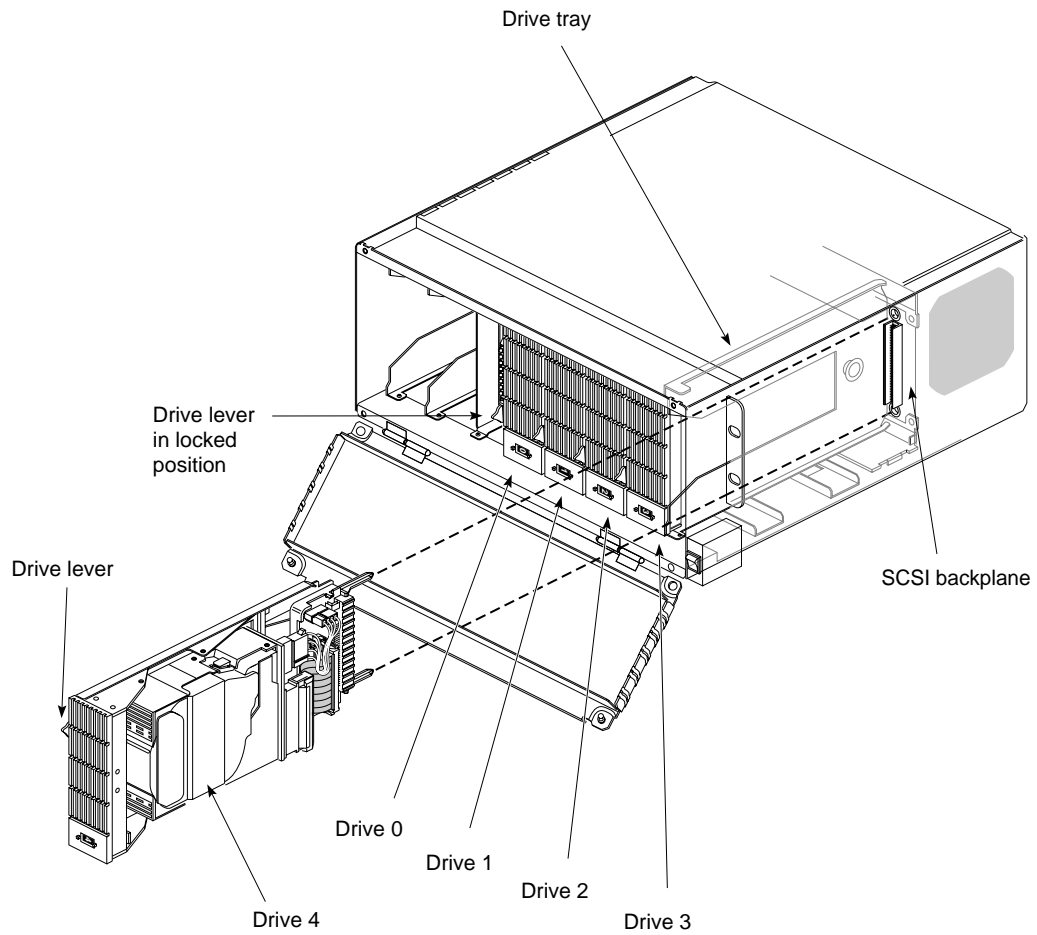 Drive tray
Drive lever
in locked
position
Drive lever
SCSI backplane
Drive 0
Drive 1
Drive 2
Drive 3
Drive 4